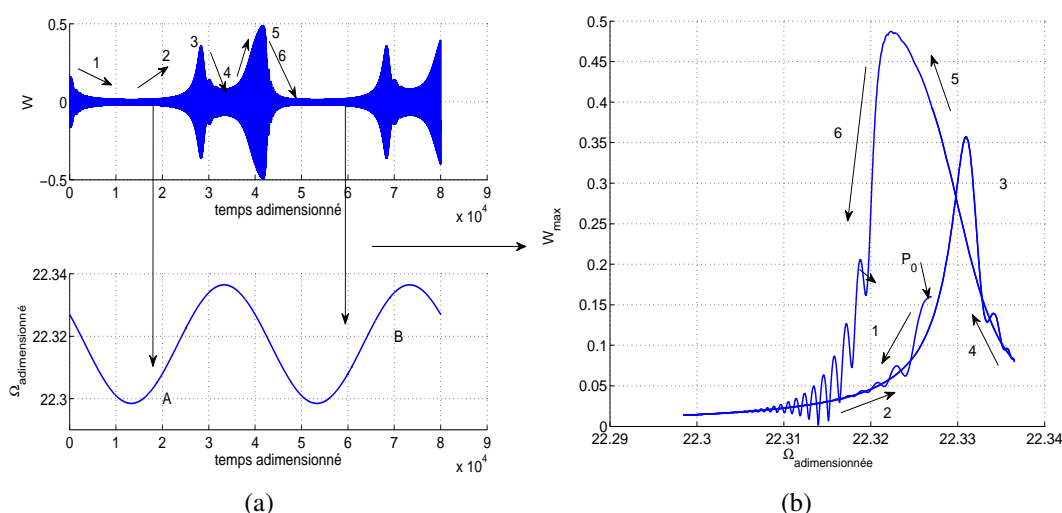 0.5
0
−0.5
W
1
2
3
4
5
6
0 1 2 3 4 5 6 7 8 9
temps adimensionné
x 10^4
22.34
22.32
22.3
Ω_adimensionné
A
B
0 1 2 3 4 5 6 7 8 9
temps adimensionné
x 10^4
(a)
0.5
0.45
0.4
0.35
0.3
0.25
0.2
0.15
0.1
0.05
0
W_max
5
6
3
P_0
1
4
2
22.29 22.3 22.31 22.32 22.33 22.34
Ω_adimensionnée
(b)